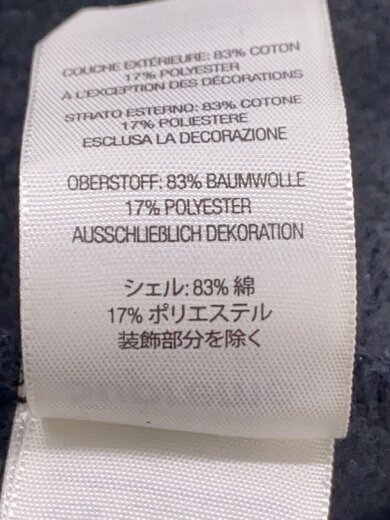 COUCHE EXTÉRIEURE: 83% COTON
17% POLYESTER
À L'EXCEPTION DES DÉCORATIONS
STRATO ESTERNO: 83% COTONE
17% POLIESTERE
ESCLUSA LA DECORAZIONE
OBERSTOFF: 83% BAUMWOLLE
17% POLYESTER
AUSSCHLIEßLICH DEKORATION
シェル: 83% 綿
17% ポリエステル
装飾部分を除く